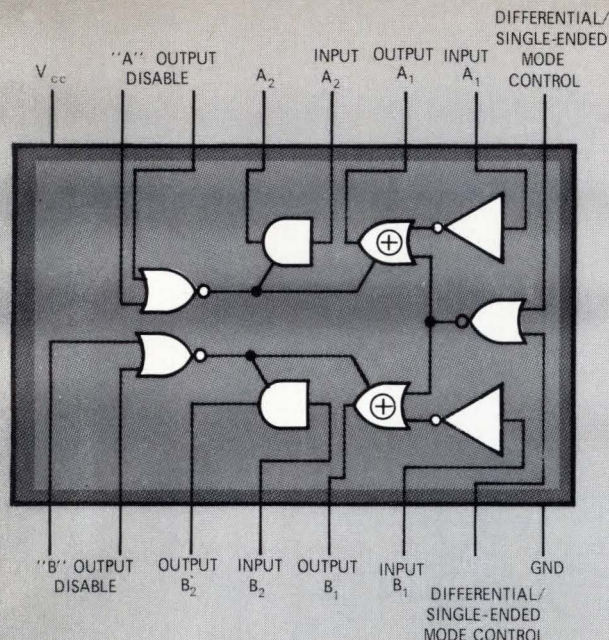 DIFFERENTIAL/
SINGLE-ENDED
MODE
CONTROL
V cc
"A" OUTPUT
DISABLE
A2
INPUT
A2
OUTPUT
A1
INPUT
A1
"B" OUTPUT
DISABLE
OUTPUT
B2
INPUT
B2
OUTPUT
B1
INPUT
B1
DIFFERENTIAL/
SINGLE-ENDED
MODE CONTROL
GND